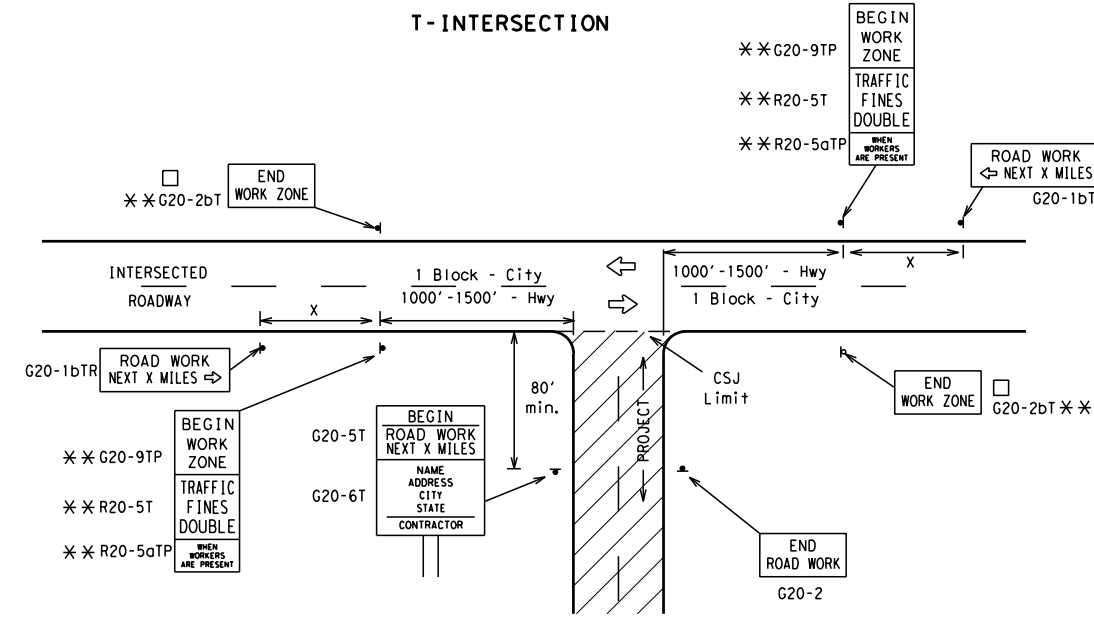 T-INTERSECTION
BEGIN
WORK
ZONE
TRAFFIC
FINES
DOUBLE
WHEN
WORKERS
ARE PRESENT
**G20-9TP
**R20-5T
**R20-5aTP
ROAD WORK
⇦ NEXT X MILES
G20-1bT
END
WORK ZONE
□
**G20-2bT
INTERSECTED
ROADWAY
1 Block - City
1000'-1500' - Hwy
X
1000'-1500' - Hwy
1 Block - City
X
ROAD WORK
NEXT X MILES ⇨
G20-1bTR
BEGIN
WORK
ZONE
TRAFFIC
FINES
DOUBLE
WHEN
WORKERS
ARE PRESENT
**G20-9TP
**R20-5T
**R20-5aTP
BEGIN
ROAD WORK
NEXT X MILES
NAME
ADDRESS
CITY
STATE
CONTRACTOR
G20-5T
G20-6T
80'
min.
PROJECT
CSJ
Limit
END
WORK ZONE
□
G20-2bT **
END
ROAD WORK
G20-2